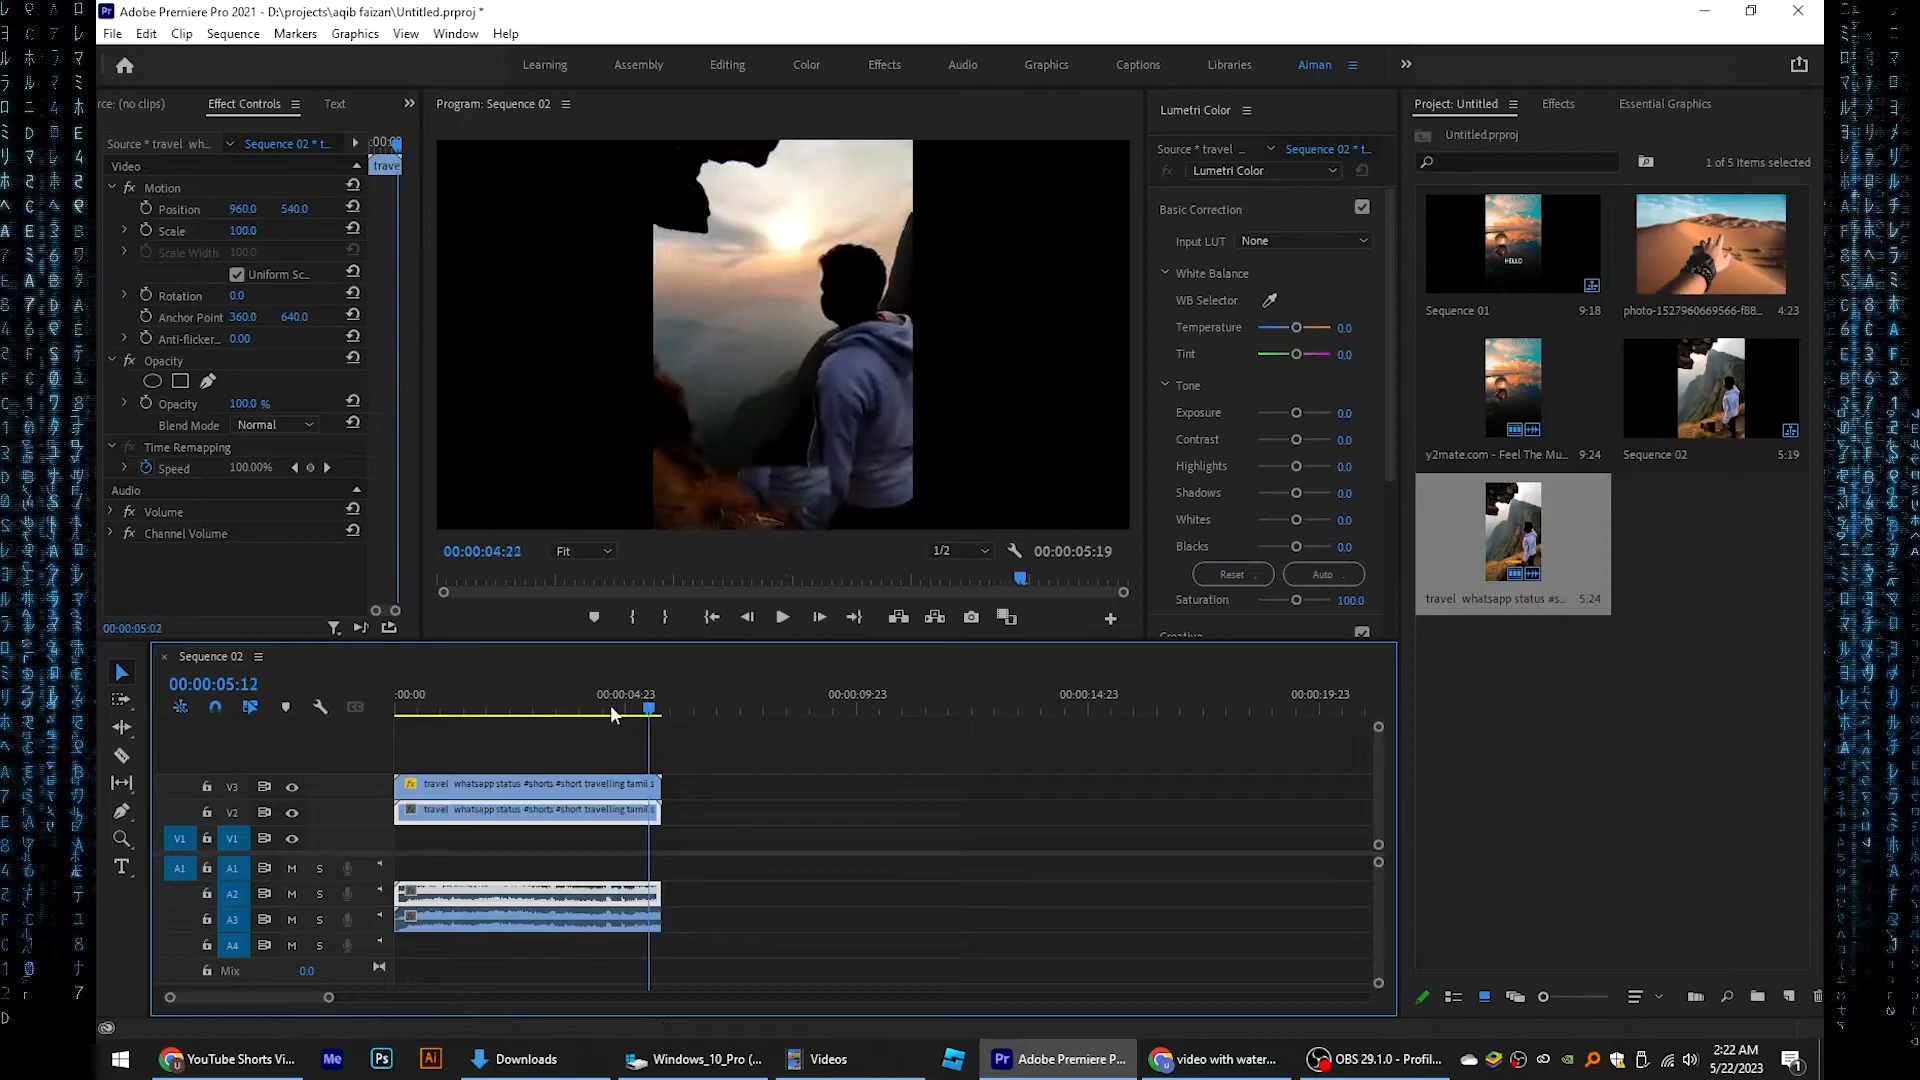 Adobe Premiere Pro 2021 - D:\projects\aqib faizan\Untitled.prproj *
File Edit Clip Sequence Markers Graphics View Window Help
Learning Assembly Editing Color Effects Audio Graphics Captions Libraries Aiman
rce: (no clips) Effect Controls Text
Program: Sequence 02
Lumetri Color
Project: Untitled Effects Essential Graphics
Source * travel wh... Sequence 02 * t... :00:00
Video trave
Motion
Position 960.0 540.0
Scale 100.0
Scale Width 100.0
Uniform Sc...
Rotation 0.0
Anchor Point 360.0 640.0
Anti-flicker... 0.00
Opacity
Opacity 100.0 %
Blend Mode Normal
Time Remapping
Speed 100.00%
Audio
Volume
Channel Volume
00:00:05:02
00:00:04:22 Fit 1/2 00:00:05:19
Source * travel ... Sequence 02 * t...
fx Lumetri Color
Basic Correction
Input LUT None
White Balance
WB Selector
Temperature 0.0
Tint 0.0
Tone
Exposure 0.0
Contrast 0.0
Highlights 0.0
Shadows 0.0
Whites 0.0
Blacks 0.0
Reset Auto
Saturation 100.0
Creative
Untitled.prproj
1 of 5 items selected
HELLO
Sequence 01 9:18
photo-1527960669566-f88... 4:23
y2mate.com - Feel The Mu... 9:24
Sequence 02 5:19
travel whatsapp status #s... 5:24
Sequence 02
00:00:05:12
:00:00 00:00:04:23 00:00:09:23 00:00:14:23 00:00:19:23
V3 travel whatsapp status #shorts #short travelling tamil s
V2 travel whatsapp status #shorts #short travelling tamil s
V1 V1
A1 A1 M S
A2 M S
A3 M S
A4 M S
Mix 0.0
YouTube Shorts Vi... Me Ps Ai Downloads Windows_10_Pro (... Videos Pr Adobe Premiere P... video with water... OBS 29.1.0 - Profil...
2:22 AM
5/22/2023
1